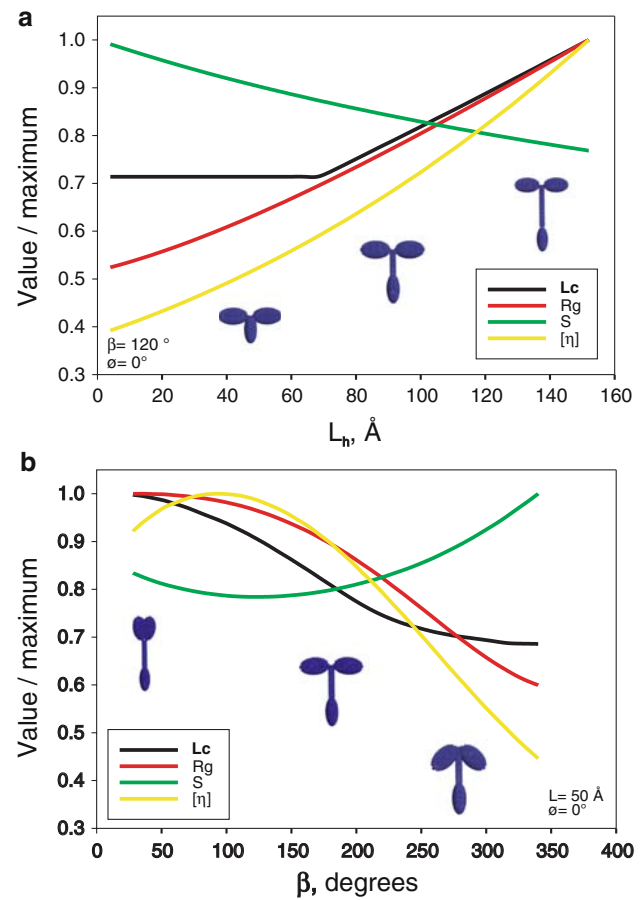 a
1.0
0.9
0.8
0.7
0.6
0.5
0.4
0.3
Value / maximum
Lc
Rg
S
[η]
β= 120 °
ø= 0°
0 20 40 60 80 100 120 140 160
Lh, Å
b
1.0
0.9
0.8
0.7
0.6
0.5
0.4
0.3
Value / maximum
Lc
Rg
S
[η]
L= 50 Å
ø= 0°
0 50 100 150 200 250 300 350 400
β, degrees